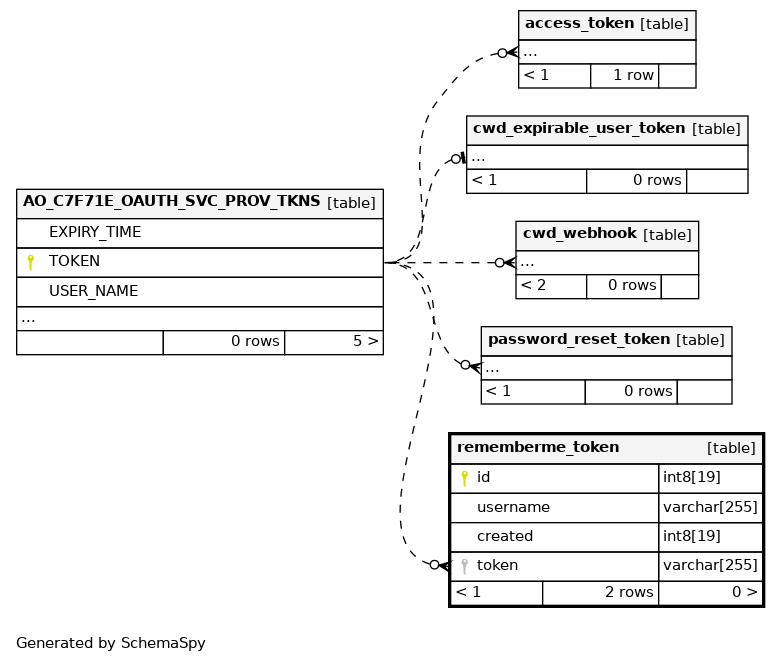 access_token [table]
...
< 1 1 row
cwd_expirable_user_token [table]
...
< 1 0 rows
AO_C7F71E_OAUTH_SVC_PROV_TKNS [table]
EXPIRY_TIME
TOKEN
USER_NAME
...
0 rows 5 >
cwd_webhook [table]
...
< 2 0 rows
password_reset_token [table]
...
< 1 0 rows
rememberme_token [table]
id int8[19]
username varchar[255]
created int8[19]
token varchar[255]
< 1 2 rows 0 >
Generated by SchemaSpy